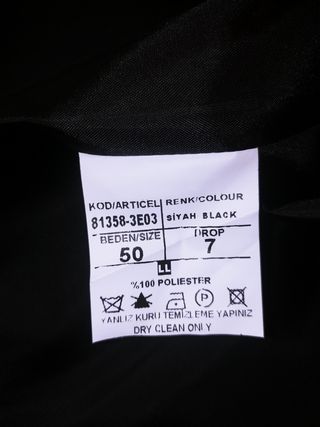 KOD/ARTICEL RENK/COLOUR
81358-3E03 SİYAH BLACK
BEDEN/SIZE DROP
50 7
LL
%100 POLIESTER
P
YANLIZ KURU TEMİZLEME YAPINIZ
DRY CLEAN ONLY